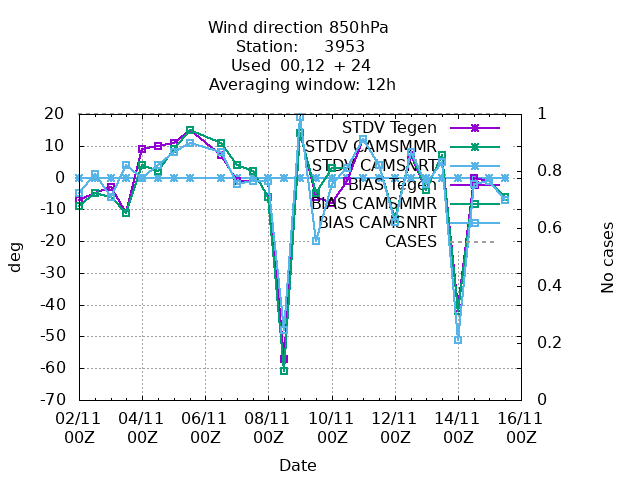 Wind direction 850hPa
Station: 3953
Used 00,12 + 24
Averaging window: 12h
20
10
0
-10
-20
-30
-40
-50
-60
-70
deg
1
0.8
0.6
0.4
0.2
0
No cases
STDV Tegen
STDV CAMSMMR
STDV CAMSNRT
BIAS Tegen
BIAS CAMSMMR
BIAS CAMSNRT
CASES
02/11 04/11 06/11 08/11 10/11 12/11 14/11 16/11
00Z 00Z 00Z 00Z 00Z 00Z 00Z 00Z
Date